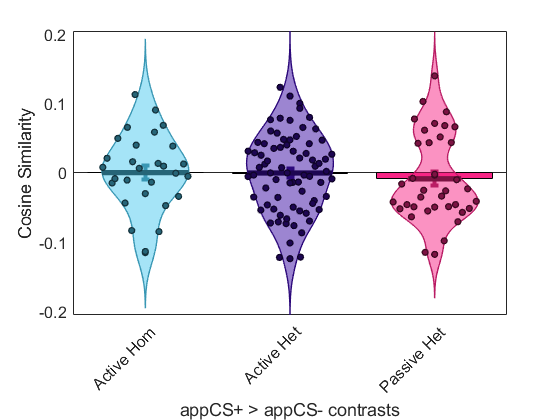 0.2
0.1
0
-0.1
-0.2
Cosine Similarity
Active Hom
Active Het
Passive Het
appCS+ > appCS- contrasts